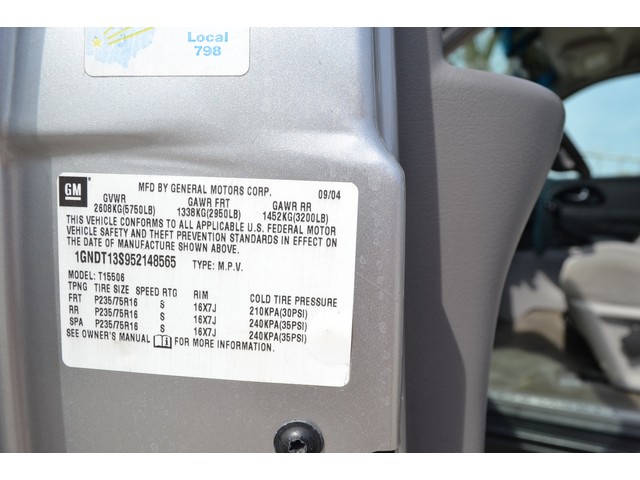 Local
798
GM
MFD BY GENERAL MOTORS CORP. 09/04
GVWR GAWR FRT GAWR RR
2608KG(5750LB) 1338KG(2950LB) 1452KG(3200LB)
THIS VEHICLE CONFORMS TO ALL APPLICABLE U.S. FEDERAL MOTOR
VEHICLE SAFETY AND THEFT PREVENTION STANDARDS IN EFFECT ON
THE DATE OF MANUFACTURE SHOWN ABOVE.
1GNDT13S952148565 TYPE: M.P.V.
MODEL: T15506
TPNG TIRE SIZE SPEED RTG RIM COLD TIRE PRESSURE
FRT P235/75R16 S 16X7J 210KPA(30PSI)
RR P235/75R16 S 16X7J 240KPA(35PSI)
SPA P235/75R16 S 16X7J 240KPA(35PSI)
SEE OWNER'S MANUAL FOR MORE INFORMATION.